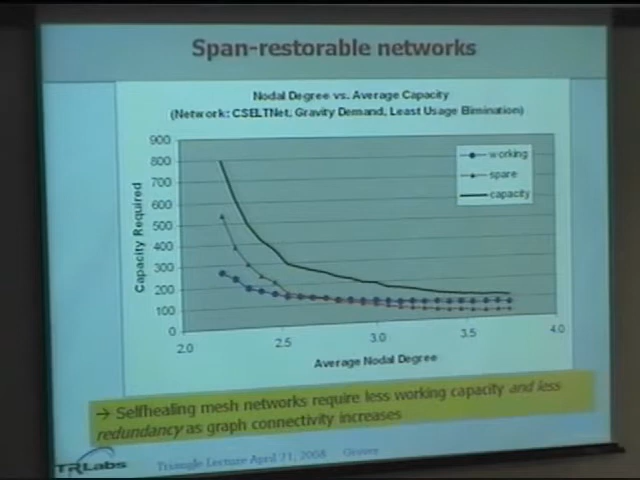 Span-restorable networks
Nodal Degree vs. Average Capacity
(Network: CSELTNet, Gravity Demand, Least Usage Elimination)
900
800
700
600
500
400
300
200
100
0
Capacity Required
working
spare
capacity
2.0
2.5
3.0
3.5
4.0
Average Nodal Degree
→ Selfhealing mesh networks require less working capacity and less
redundancy as graph connectivity increases
TRLabs
Triangle Lecture April 21, 2008 Grover